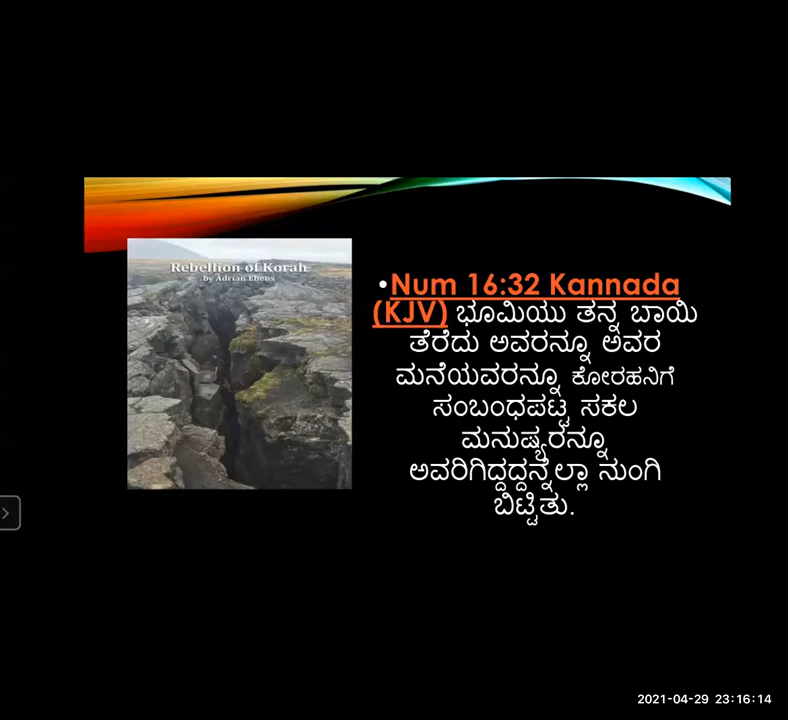 Rebellion of Korah
by Adrian Ebens
•Num 16:32 Kannada
(KJV) ಭೂಮಿಯು ತನ್ನ ಬಾಯಿ
ತೆರೆದು ಅವರನ್ನೂ ಅವರ
ಮನೆಯವರನ್ನೂ ಕೋರಹನಿಗೆ
ಸಂಬಂಧಪಟ್ಟ ಸಕಲ
ಮನುಷ್ಯರನ್ನೂ
ಅವರಿಗಿದ್ದದ್ದನ್ನೆಲ್ಲಾ ನುಂಗಿ
ಬಿಟ್ಟಿತು.
2021-04-29 23:16:14